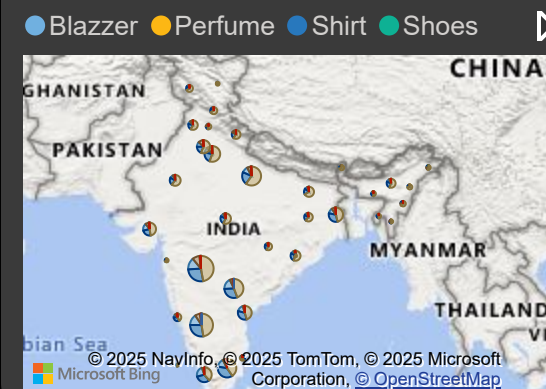 Blazzer Perfume Shirt Shoes
CHINA
GHANISTAN
PAKISTAN
INDIA
MYANMAR
THAILAND
VI
bian Sea
© 2025 NavInfo, © 2025 TomTom, © 2025 Microsoft
Microsoft Bing
Corporation, © OpenStreetMap